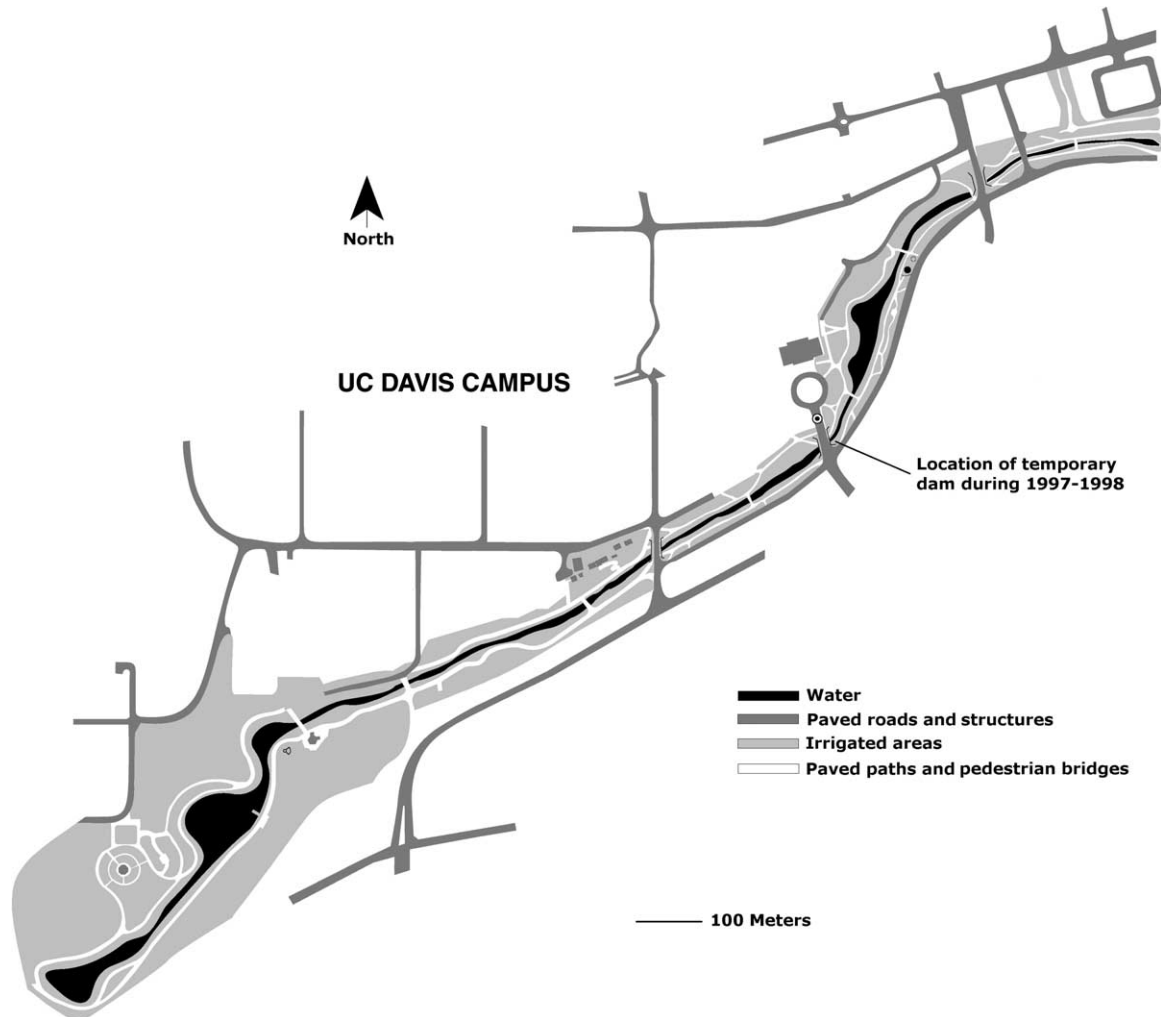 North
UC DAVIS CAMPUS
Location of temporary
dam during 1997-1998
Water
Paved roads and structures
Irrigated areas
Paved paths and pedestrian bridges
100 Meters